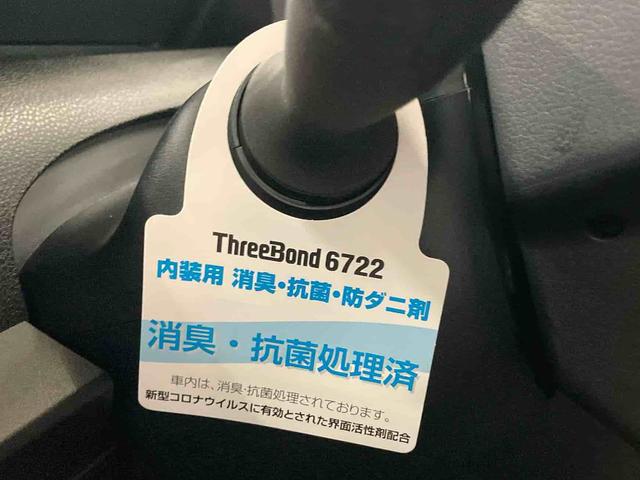 ThreeBond 6722
内装用 消臭・抗菌・防ダニ剤
消臭・抗菌処理済
車内は、消臭・抗菌処理されております。
新型コロナウイルスに有効とされた界面活性剤配合